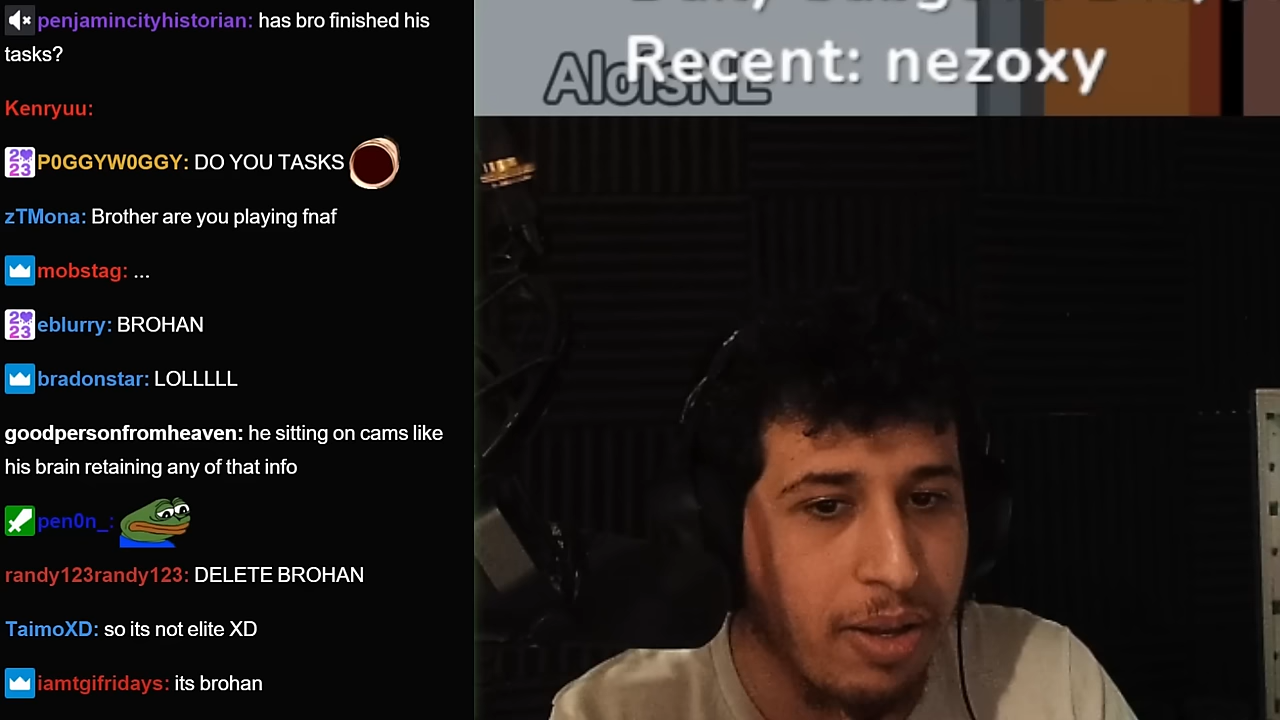 penjamincityhistorian: has bro finished his
tasks?
Kenryuu:
P0GGYW0GGY: DO YOU TASKS
zTMona: Brother are you playing fnaf
mobstag: ...
eblurry: BROHAN
bradonstar: LOLLLLL
goodpersonfromheaven: he sitting on cams like
his brain retaining any of that info
pen0n_:
randy123randy123: DELETE BROHAN
TaimoXD: so its not elite XD
iamtgifridays: its brohan
Recent: nezoxy
AloisNL